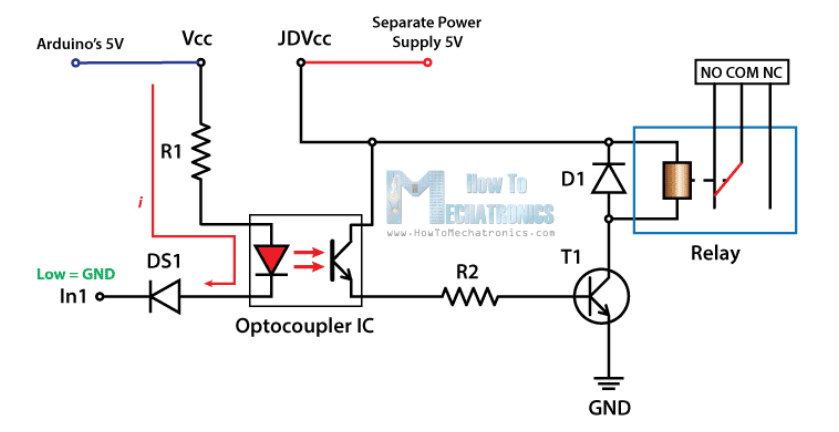 Arduino's 5V
Vcc
JDVcc
Separate Power
Supply 5V
NO COM NC
R1
i
D1
How To
MECHATRONICS
www.HowToMechatronics.com
Relay
DS1
Low = GND
In1
R2
T1
Optocoupler IC
GND